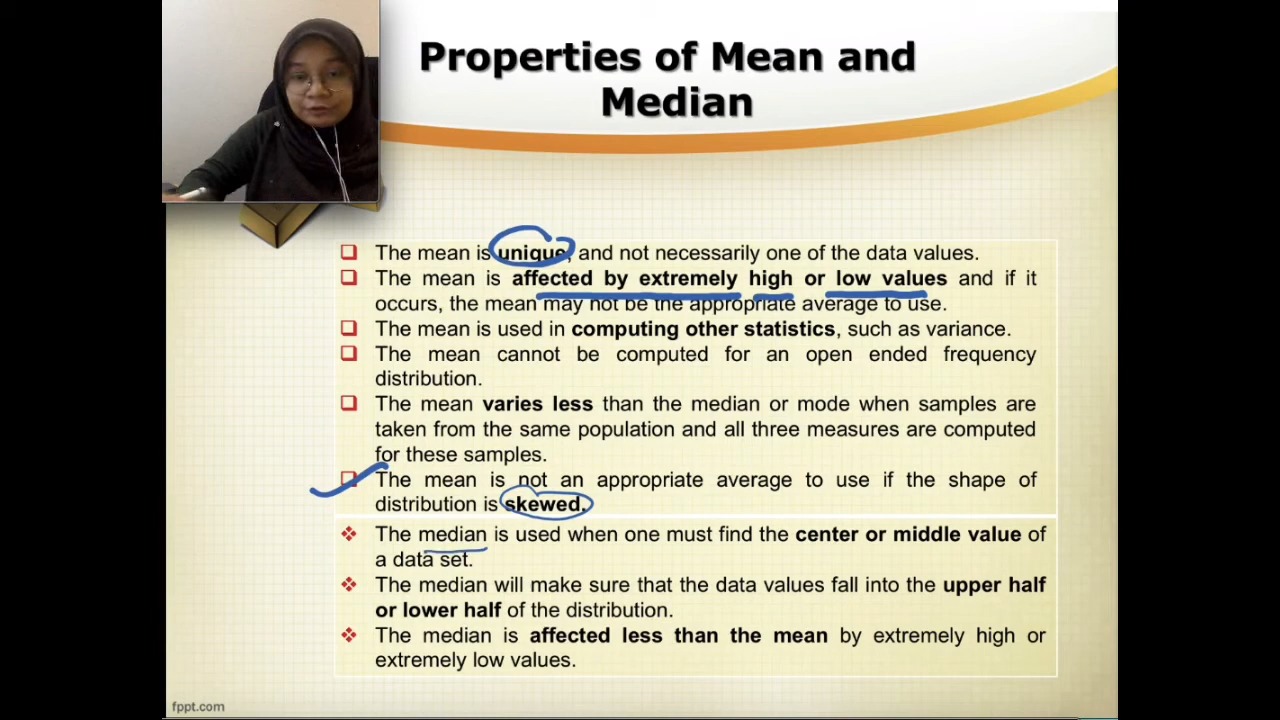 Properties of Mean and
Median
❑ The mean is unique, and not necessarily one of the data values.
❑ The mean is affected by extremely high or low values and if it
occurs, the mean may not be the appropriate average to use.
❑ The mean is used in computing other statistics, such as variance.
❑ The mean cannot be computed for an open ended frequency
distribution.
❑ The mean varies less than the median or mode when samples are
taken from the same population and all three measures are computed
for these samples.
❑ The mean is not an appropriate average to use if the shape of
distribution is skewed.
❖ The median is used when one must find the center or middle value of
a data set.
❖ The median will make sure that the data values fall into the upper half
or lower half of the distribution.
❖ The median is affected less than the mean by extremely high or
extremely low values.
fppt.com